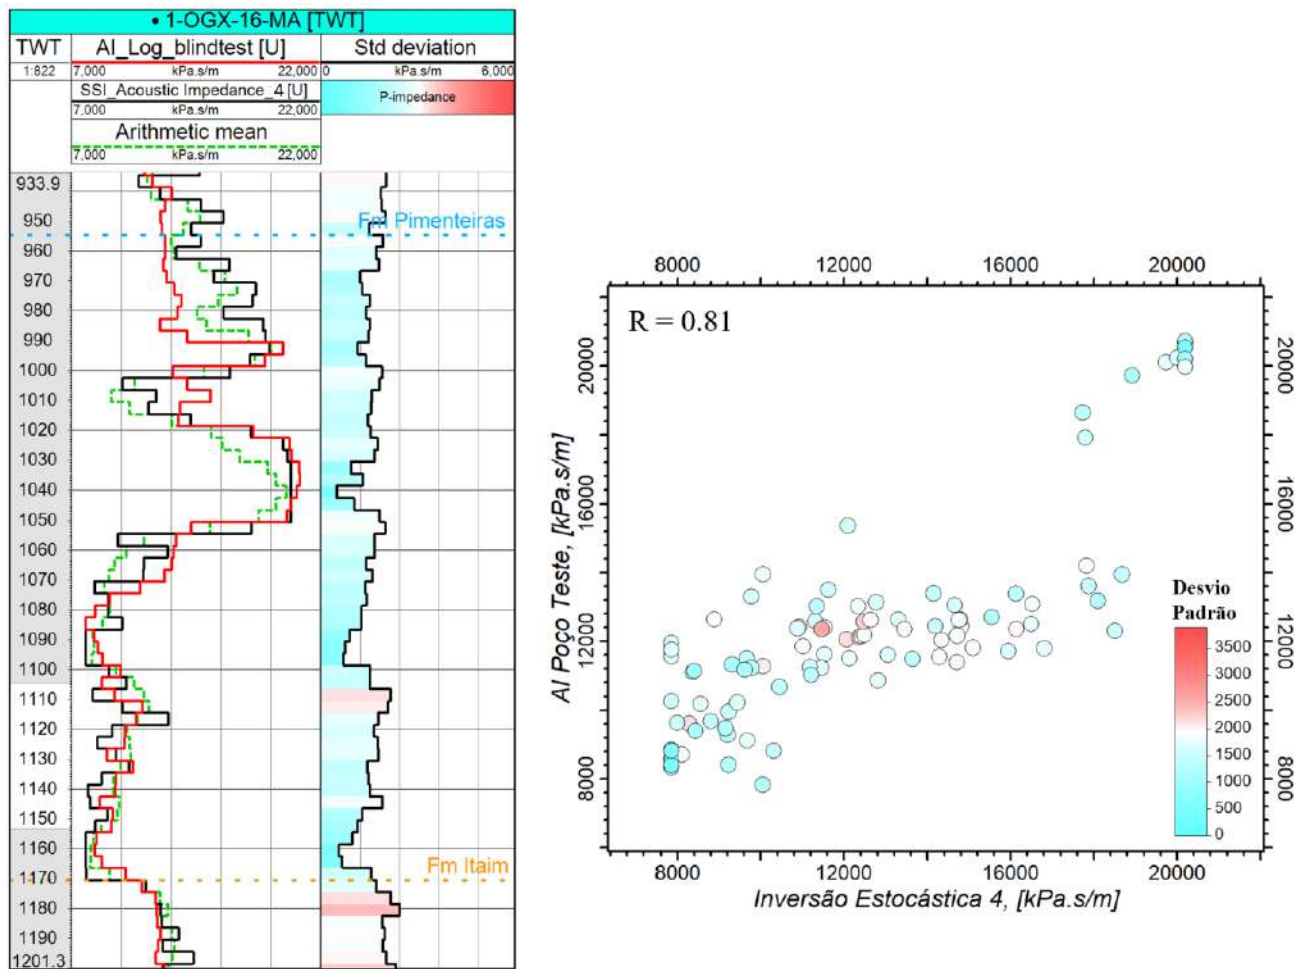 • 1-OGX-16-MA [TWT]
TWT AI_Log_blindtest [U] Std deviation
1:822 7,000 kPa.s/m 22,000 0 kPa.s/m 6,000
SSI_Acoustic Impedance_4 [U] P-impedance
7,000 kPa.s/m 22,000
Arithmetic mean
7,000 kPa.s/m 22,000
933.9
950
Fm Pimenteiras
960
970
980
990
1000
1010
1020
1030
1040
1050
1060
1070
1080
1090
1100
1110
1120
1130
1140
1150
1160
Fm Itaim
1170
1180
1190
1201.3
8000 12000 16000 20000
R = 0.81
AI Poço Teste, [kPa.s/m]
20000 20000
16000 16000
12000 12000
8000 8000
Desvio
Padrão
3500
3000
2500
2000
1500
1000
500
0
8000 12000 16000 20000
Inversão Estocástica 4, [kPa.s/m]